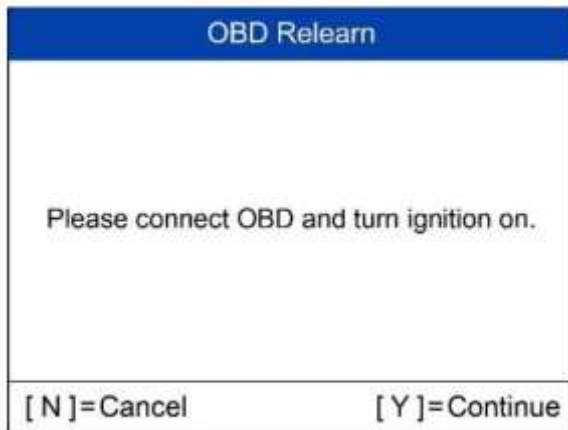 OBD Relearn
Please connect OBD and turn ignition on.
[ N ]=Cancel [ Y ]=Continue